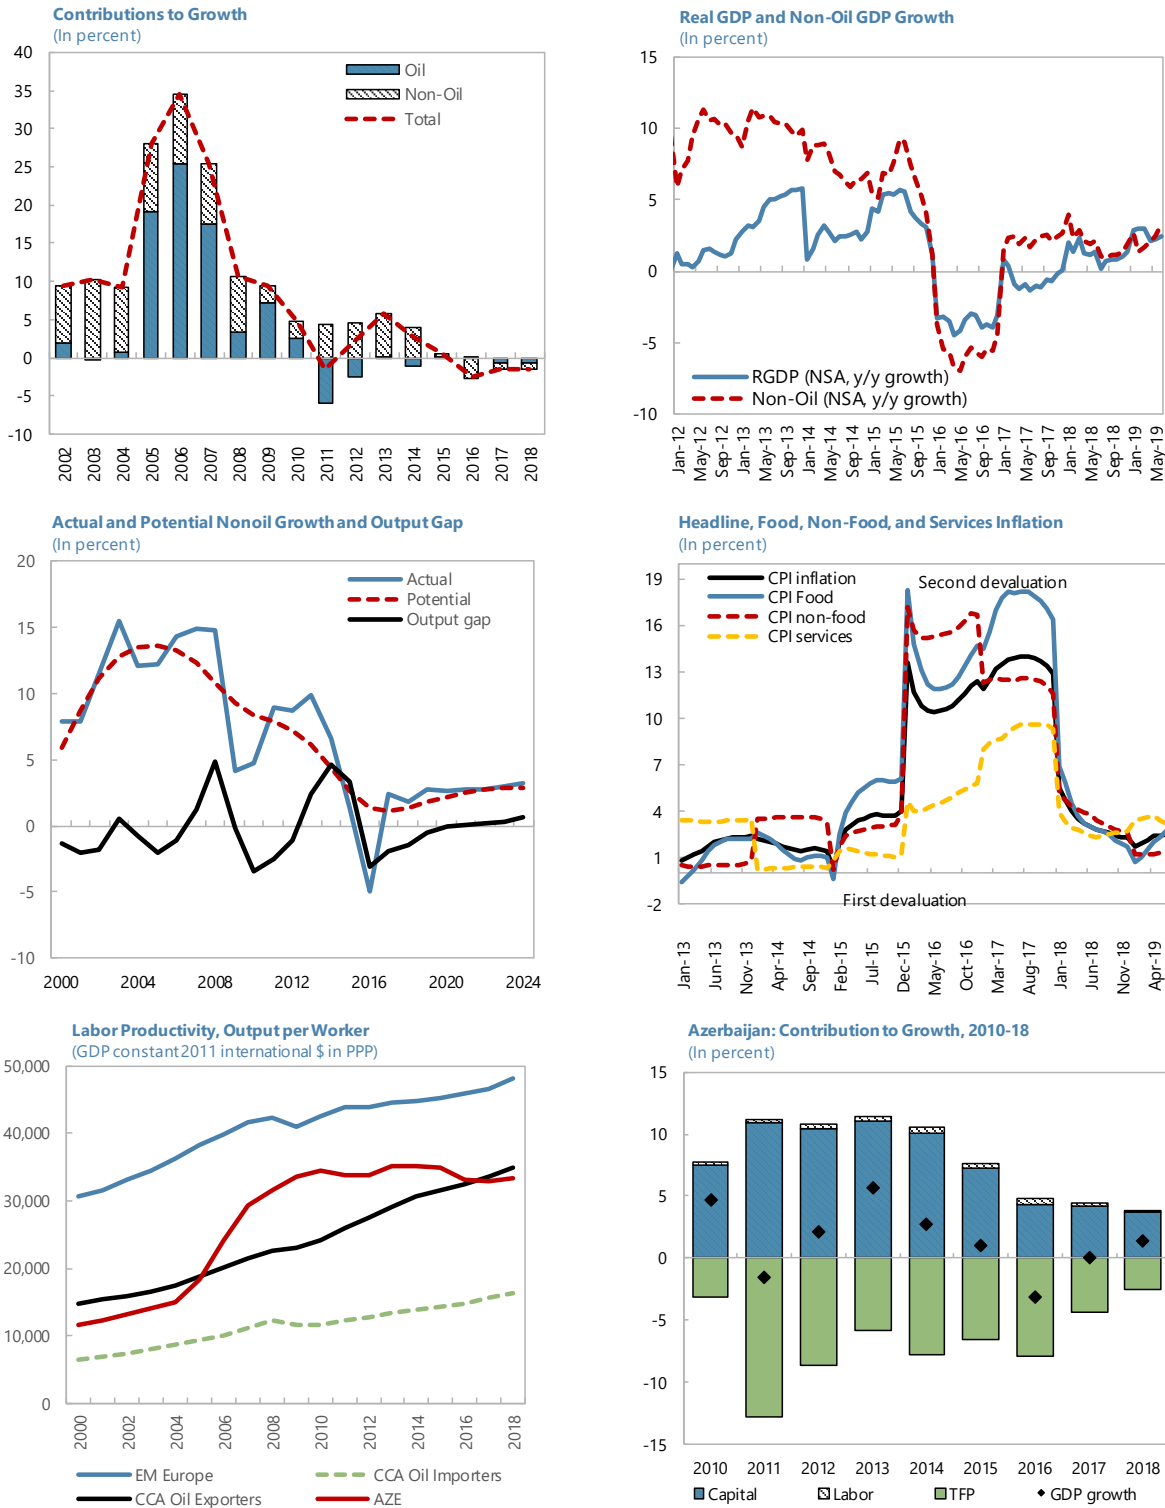 Contributions to Growth
(In percent)
40
35
30
25
20
15
10
5
0
-5
-10
Oil
Non-Oil
Total
2002
2003
2004
2005
2006
2007
2008
2009
2010
2011
2012
2013
2014
2015
2016
2017
2018
Real GDP and Non-Oil GDP Growth
(In percent)
15
10
5
0
-5
-10
RGDP (NSA, y/y growth)
Non-Oil (NSA, y/y growth)
Jan-12
May-12
Sep-12
Jan-13
May-13
Sep-13
Jan-14
May-14
Sep-14
Jan-15
May-15
Sep-15
Jan-16
May-16
Sep-16
Jan-17
May-17
Sep-17
Jan-18
May-18
Sep-18
Jan-19
May-19
Actual and Potential Nonoil Growth and Output Gap
(In percent)
20
15
10
5
0
-5
-10
Actual
Potential
Output gap
2000
2004
2008
2012
2016
2020
2024
Headline, Food, Non-Food, and Services Inflation
(In percent)
19
16
13
10
7
4
1
-2
CPI inflation
CPI Food
CPI non-food
CPI services
Second devaluation
First devaluation
Jan-13
Jun-13
Nov-13
Apr-14
Sep-14
Feb-15
Jul-15
Dec-15
May-16
Oct-16
Mar-17
Aug-17
Jan-18
Jun-18
Nov-18
Apr-19
Labor Productivity, Output per Worker
(GDP constant 2011 international $ in PPP)
50,000
40,000
30,000
20,000
10,000
0
2000
2002
2004
2006
2008
2010
2012
2014
2016
2018
EM Europe
CCA Oil Importers
CCA Oil Exporters
AZE
Azerbaijan: Contribution to Growth, 2010-18
(In percent)
15
10
5
0
-5
-10
-15
2010
2011
2012
2013
2014
2015
2016
2017
2018
Capital
Labor
TFP
GDP growth